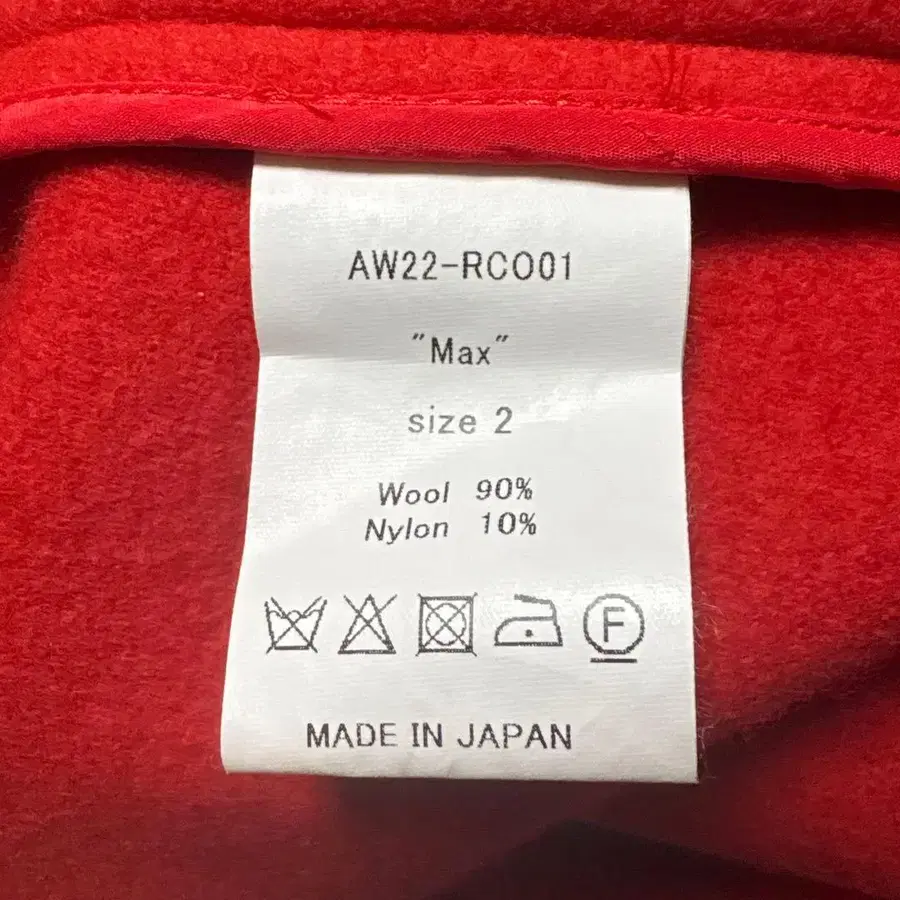 AW22-RCO01
"Max"
size 2
Wool 90%
Nylon 10%
F
MADE IN JAPAN